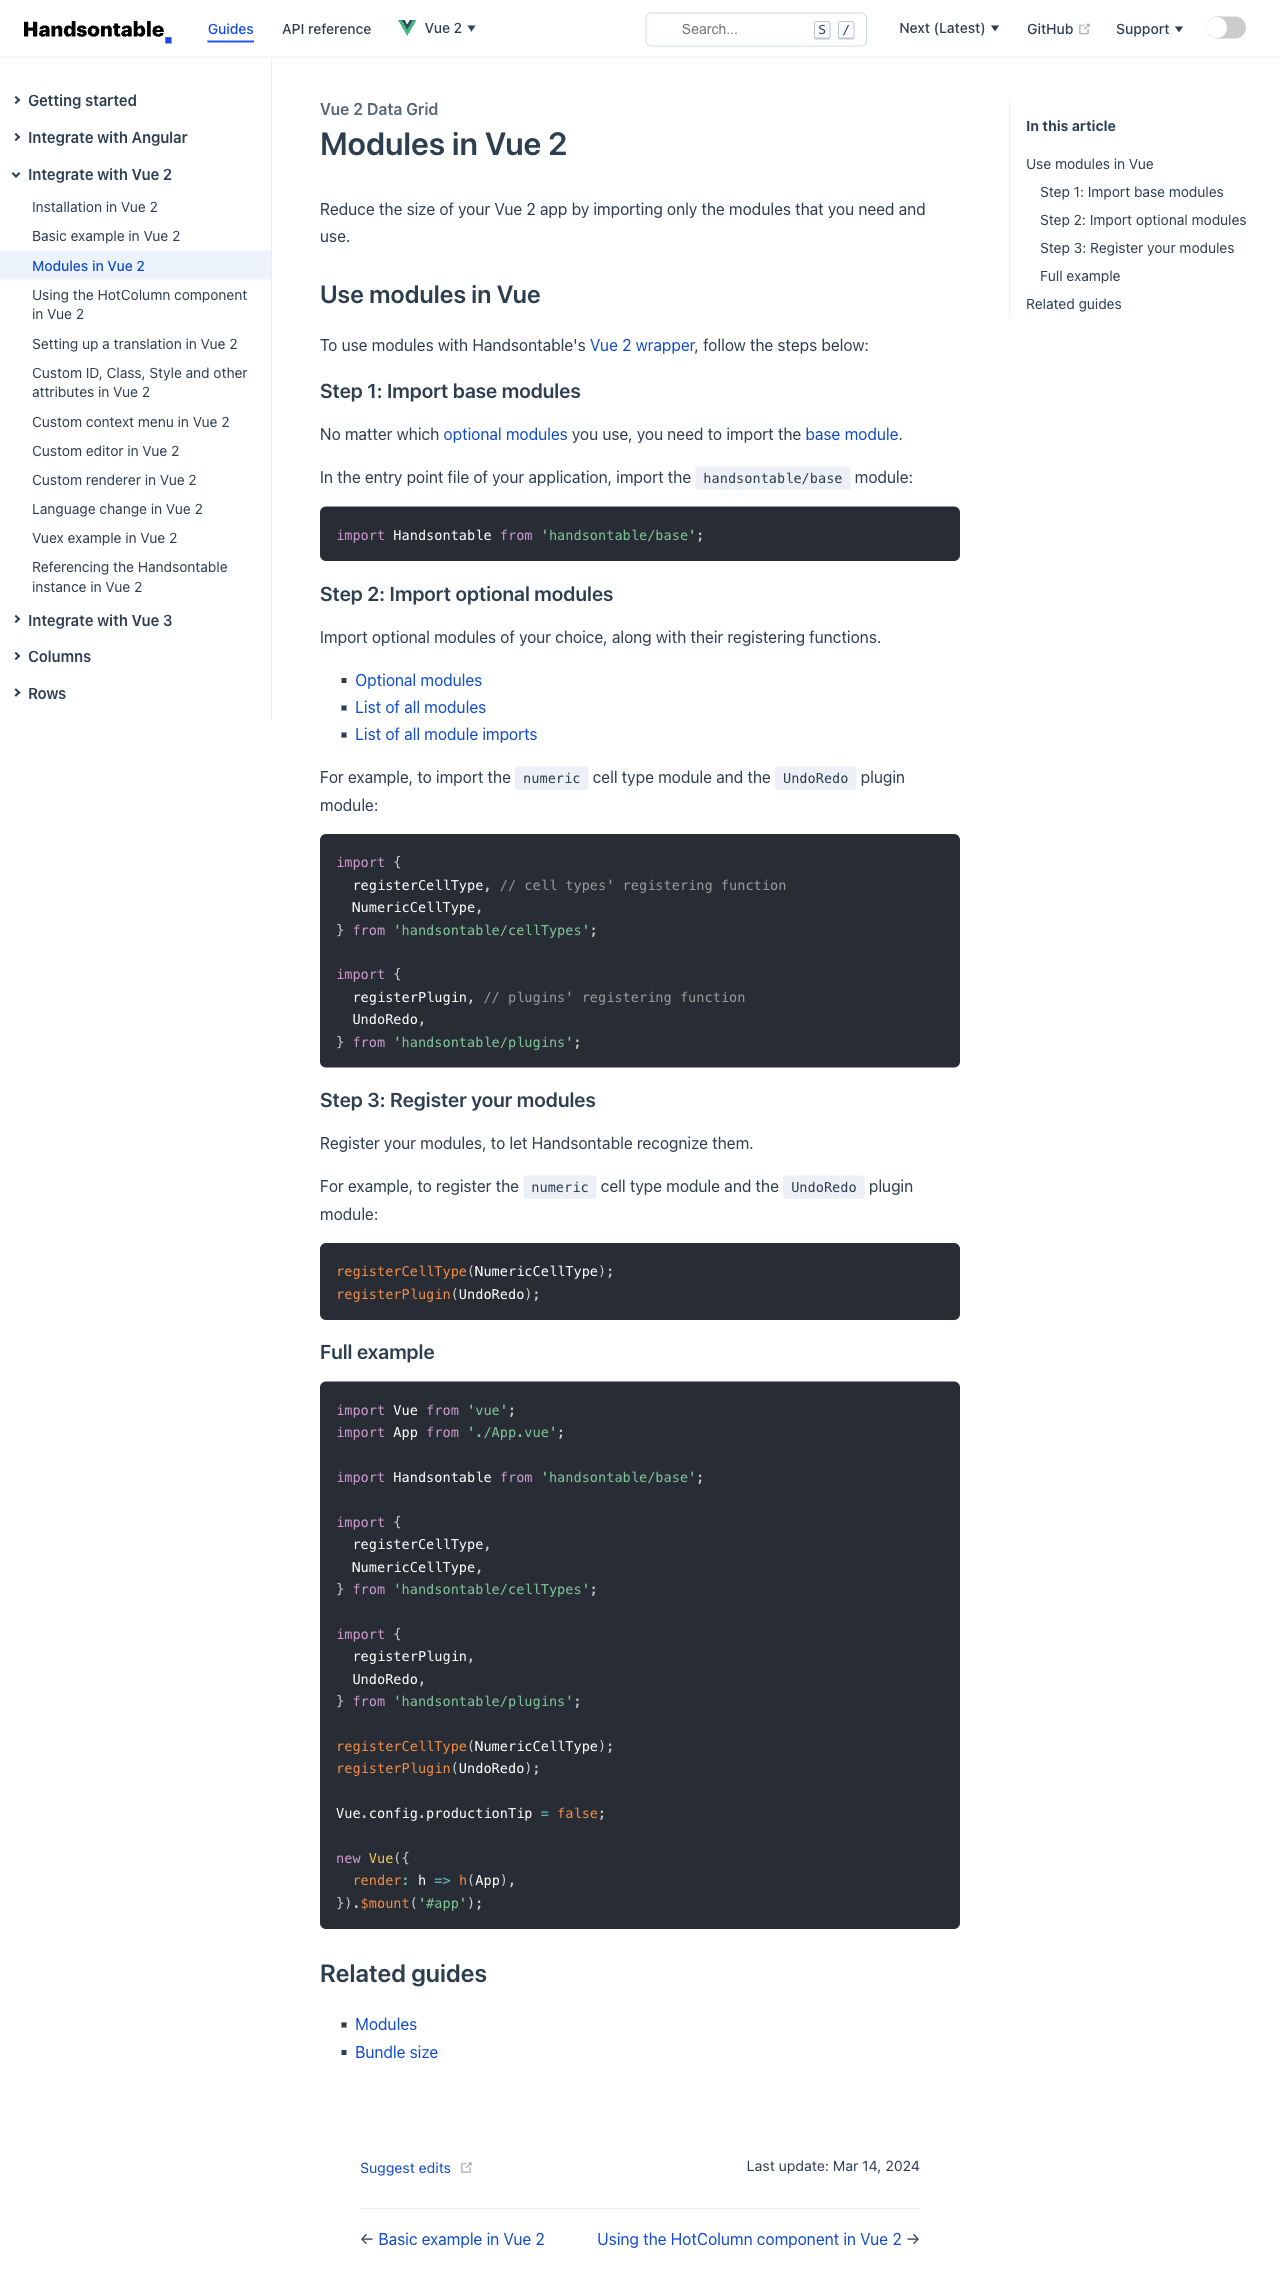 Handsontable
Guides
API reference
Vue 2
Search...
S
/
Next (Latest)
GitHub
Support
Getting started
Integrate with Angular
Integrate with Vue 2
Installation in Vue 2
Basic example in Vue 2
Modules in Vue 2
Using the HotColumn component
in Vue 2
Setting up a translation in Vue 2
Custom ID, Class, Style and other
attributes in Vue 2
Custom context menu in Vue 2
Custom editor in Vue 2
Custom renderer in Vue 2
Language change in Vue 2
Vuex example in Vue 2
Referencing the Handsontable
instance in Vue 2
Integrate with Vue 3
Columns
Rows
Vue 2 Data Grid
Modules in Vue 2
Reduce the size of your Vue 2 app by importing only the modules that you need and
use.
Use modules in Vue
To use modules with Handsontable's Vue 2 wrapper, follow the steps below:
Step 1: Import base modules
No matter which optional modules you use, you need to import the base module.
In the entry point file of your application, import the handsontable/base module:
import Handsontable from 'handsontable/base';
Step 2: Import optional modules
Import optional modules of your choice, along with their registering functions.
Optional modules
List of all modules
List of all module imports
For example, to import the numeric cell type module and the UndoRedo plugin
module:
import {
  registerCellType, // cell types' registering function
  NumericCellType,
} from 'handsontable/cellTypes';

import {
  registerPlugin, // plugins' registering function
  UndoRedo,
} from 'handsontable/plugins';
Step 3: Register your modules
Register your modules, to let Handsontable recognize them.
For example, to register the numeric cell type module and the UndoRedo plugin
module:
registerCellType(NumericCellType);
registerPlugin(UndoRedo);
Full example
import Vue from 'vue';
import App from './App.vue';

import Handsontable from 'handsontable/base';

import {
  registerCellType,
  NumericCellType,
} from 'handsontable/cellTypes';

import {
  registerPlugin,
  UndoRedo,
} from 'handsontable/plugins';

registerCellType(NumericCellType);
registerPlugin(UndoRedo);

Vue.config.productionTip = false;

new Vue({
  render: h => h(App),
}).$mount('#app');
Related guides
Modules
Bundle size
Suggest edits
Last update: Mar 14, 2024
← Basic example in Vue 2
Using the HotColumn component in Vue 2 →
In this article
Use modules in Vue
Step 1: Import base modules
Step 2: Import optional modules
Step 3: Register your modules
Full example
Related guides